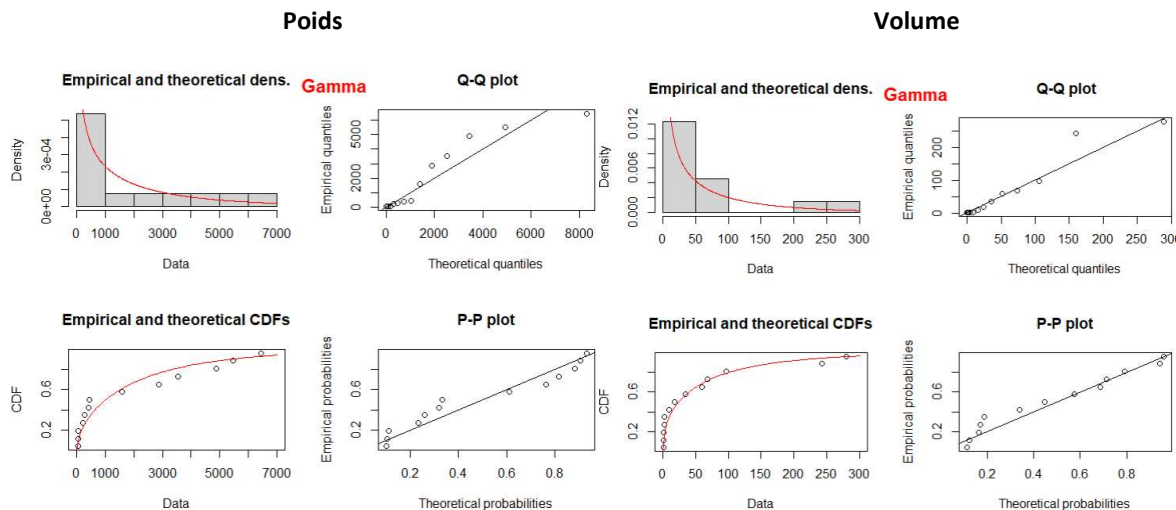 Poids
Volume
Empirical and theoretical dens.
Gamma
Q-Q plot
Density
0e+00 3e-04
0 1000 3000 5000 7000
Data
Empirical quantiles
0 2000 5000
0 2000 4000 6000 8000
Theoretical quantiles
Empirical and theoretical dens.
Gamma
Q-Q plot
Density
0.000 0.006 0.012
0 50 100 150 200 250 300
Data
Empirical quantiles
0 100 200
0 50 100 150 200 250 300
Theoretical quantiles
Empirical and theoretical CDFs
P-P plot
CDF
0.2 0.6
0 1000 3000 5000 7000
Data
Empirical probabilities
0.2 0.6
0.2 0.4 0.6 0.8
Theoretical probabilities
Empirical and theoretical CDFs
P-P plot
CDF
0.2 0.6
0 50 100 150 200 250 300
Data
Empirical probabilities
0.2 0.6
0.2 0.4 0.6 0.8
Theoretical probabilities